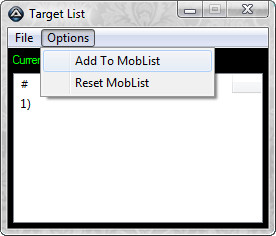 Target List
File Options
Add To MobList
Reset MobList
#
1)